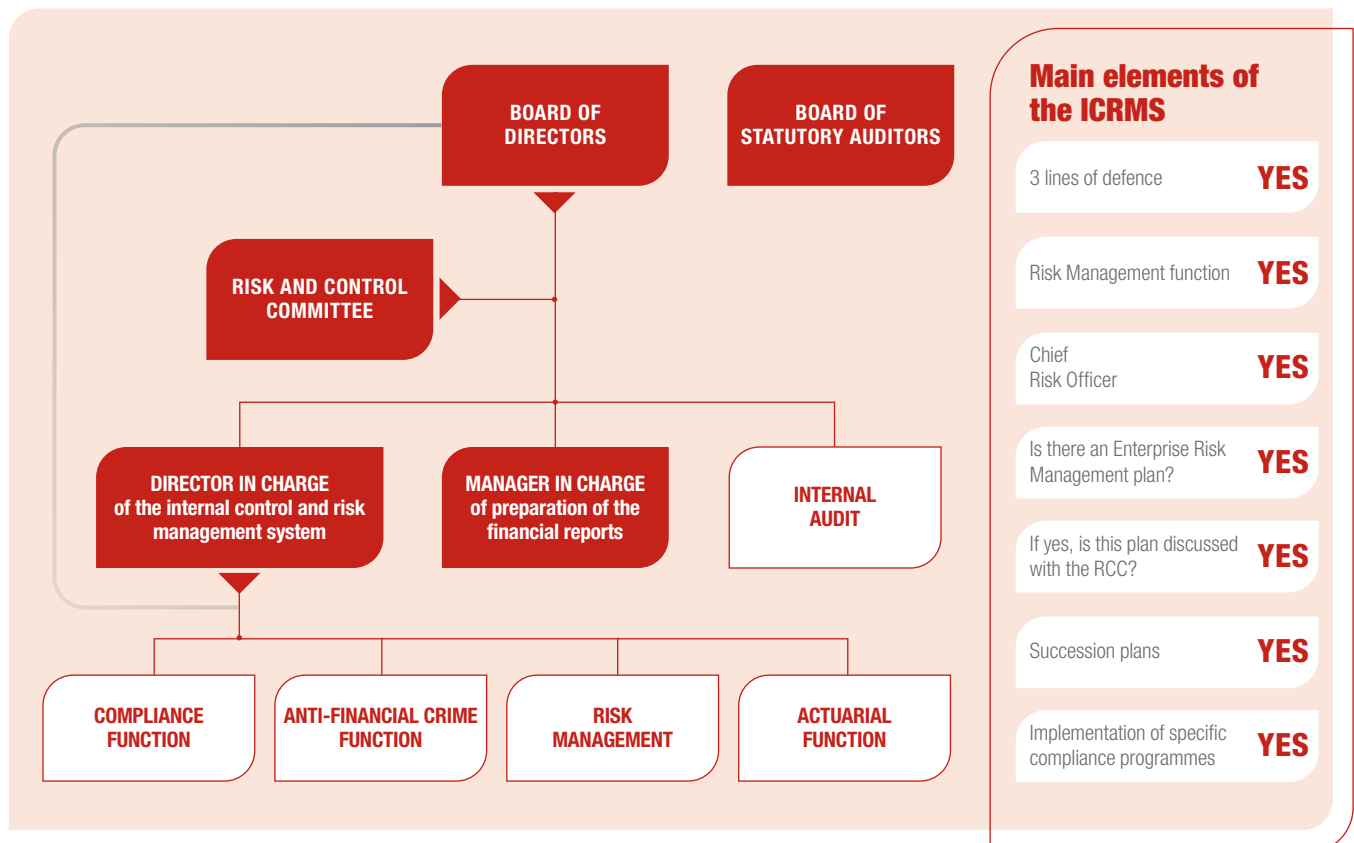 BOARD OF
DIRECTORS
BOARD OF
STATUTORY AUDITORS
RISK AND CONTROL
COMMITTEE
DIRECTOR IN CHARGE
of the internal control and risk
management system
MANAGER IN CHARGE
of preparation of the
financial reports
INTERNAL
AUDIT
COMPLIANCE
FUNCTION
ANTI-FINANCIAL CRIME
FUNCTION
RISK
MANAGEMENT
ACTUARIAL
FUNCTION
Main elements of
the ICRMS
3 lines of defence YES
Risk Management function YES
Chief
Risk Officer YES
Is there an Enterprise Risk
Management plan? YES
If yes, is this plan discussed
with the RCC? YES
Succession plans YES
Implementation of specific
compliance programmes YES